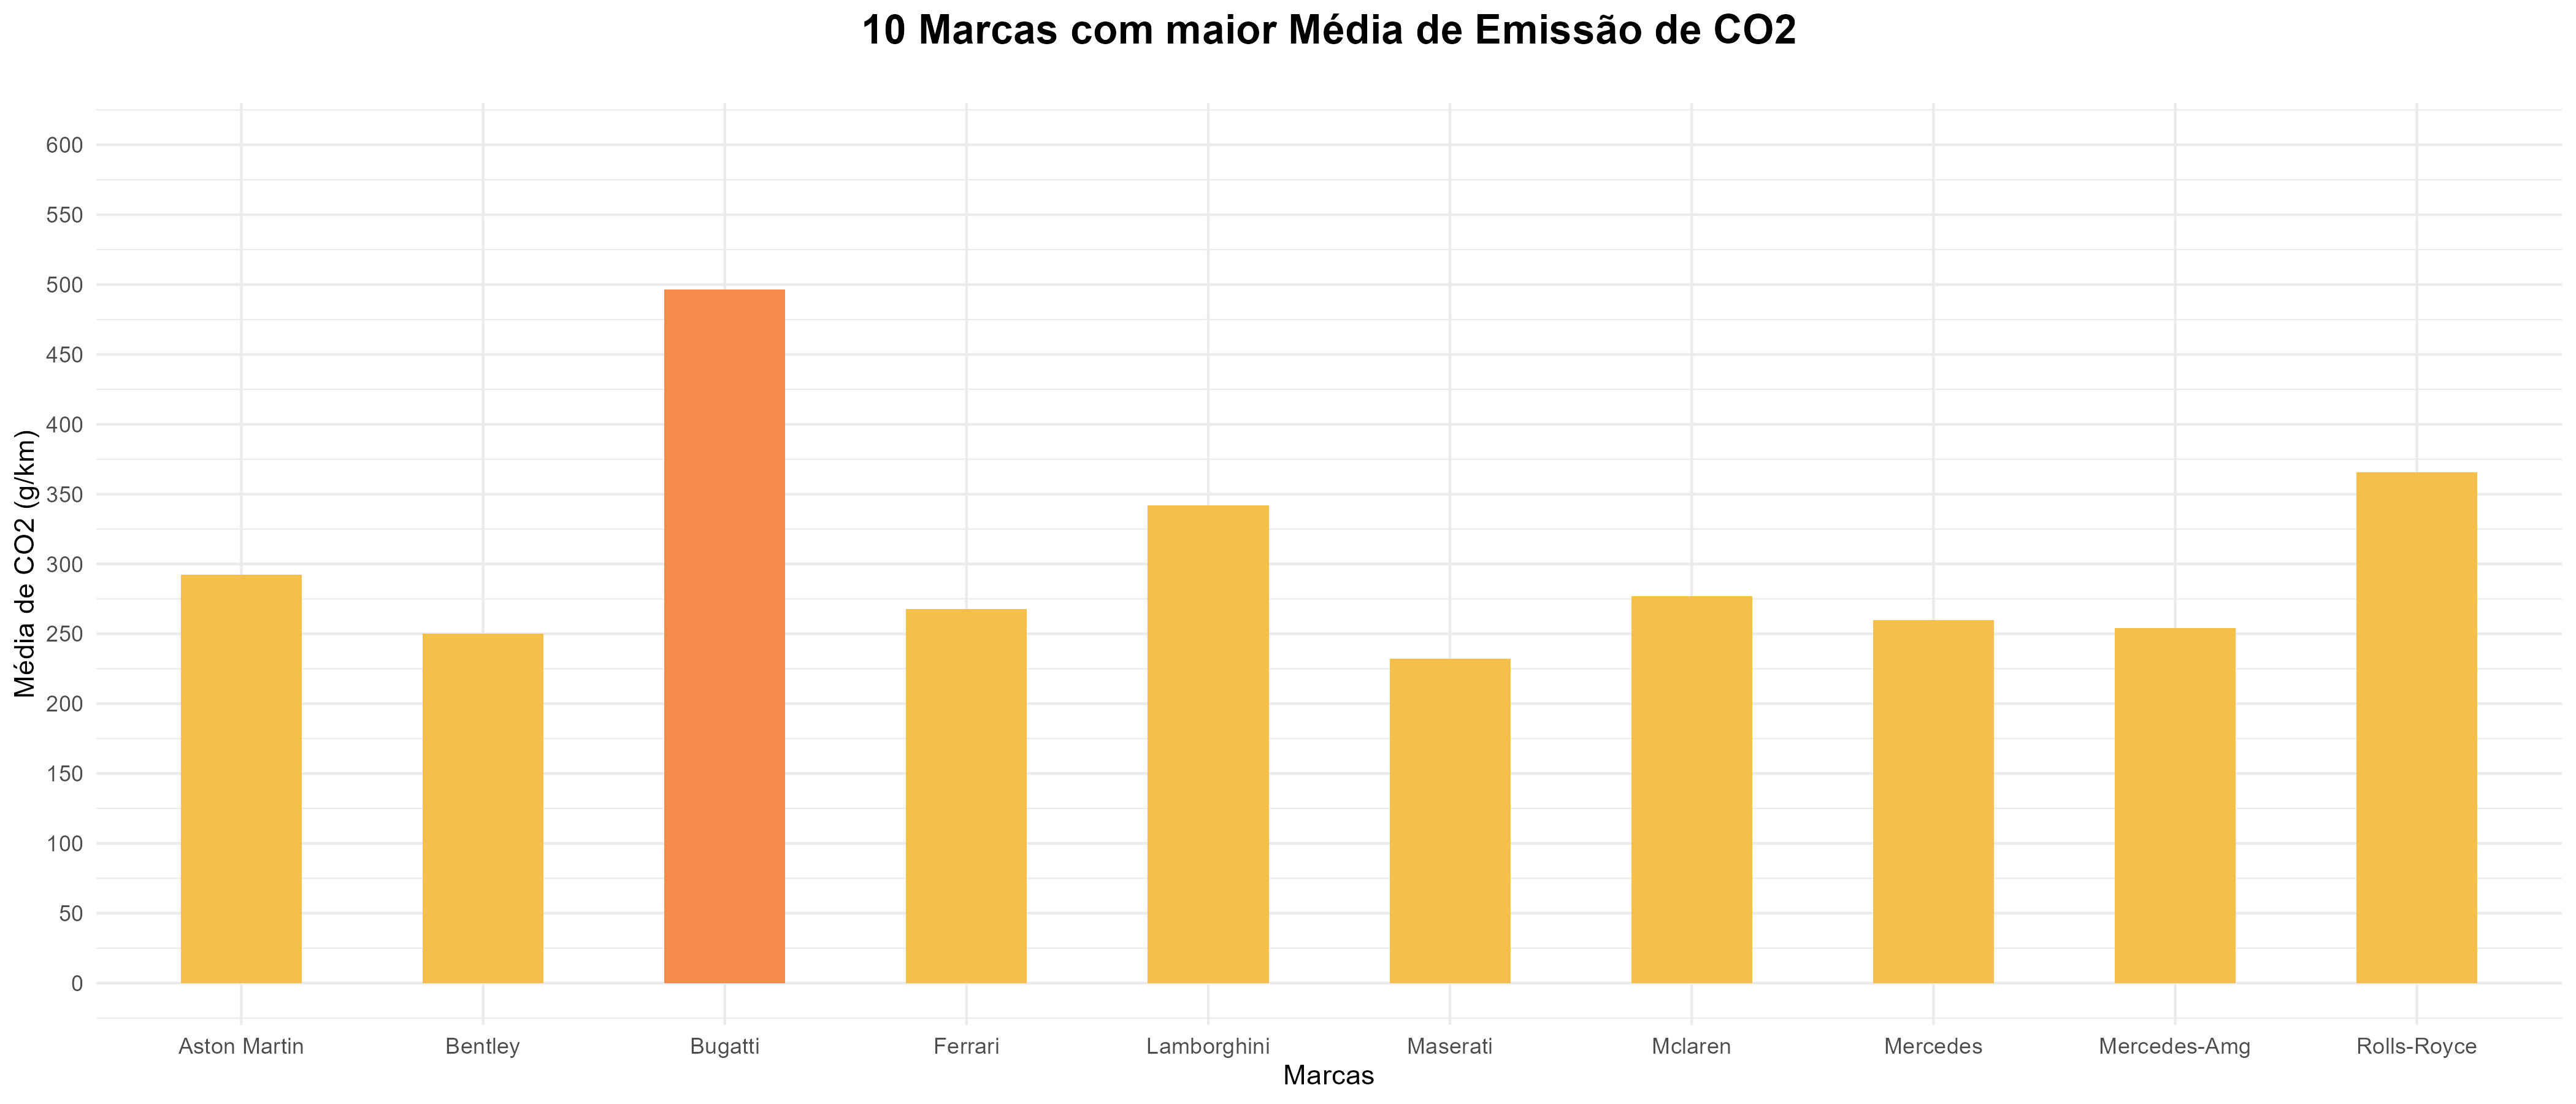 10 Marcas com maior Média de Emissão de CO2
Média de CO2 (g/km)
600
550
500
450
400
350
300
250
200
150
100
50
0
Aston Martin
Bentley
Bugatti
Ferrari
Lamborghini
Maserati
Mclaren
Mercedes
Mercedes-Amg
Rolls-Royce
Marcas